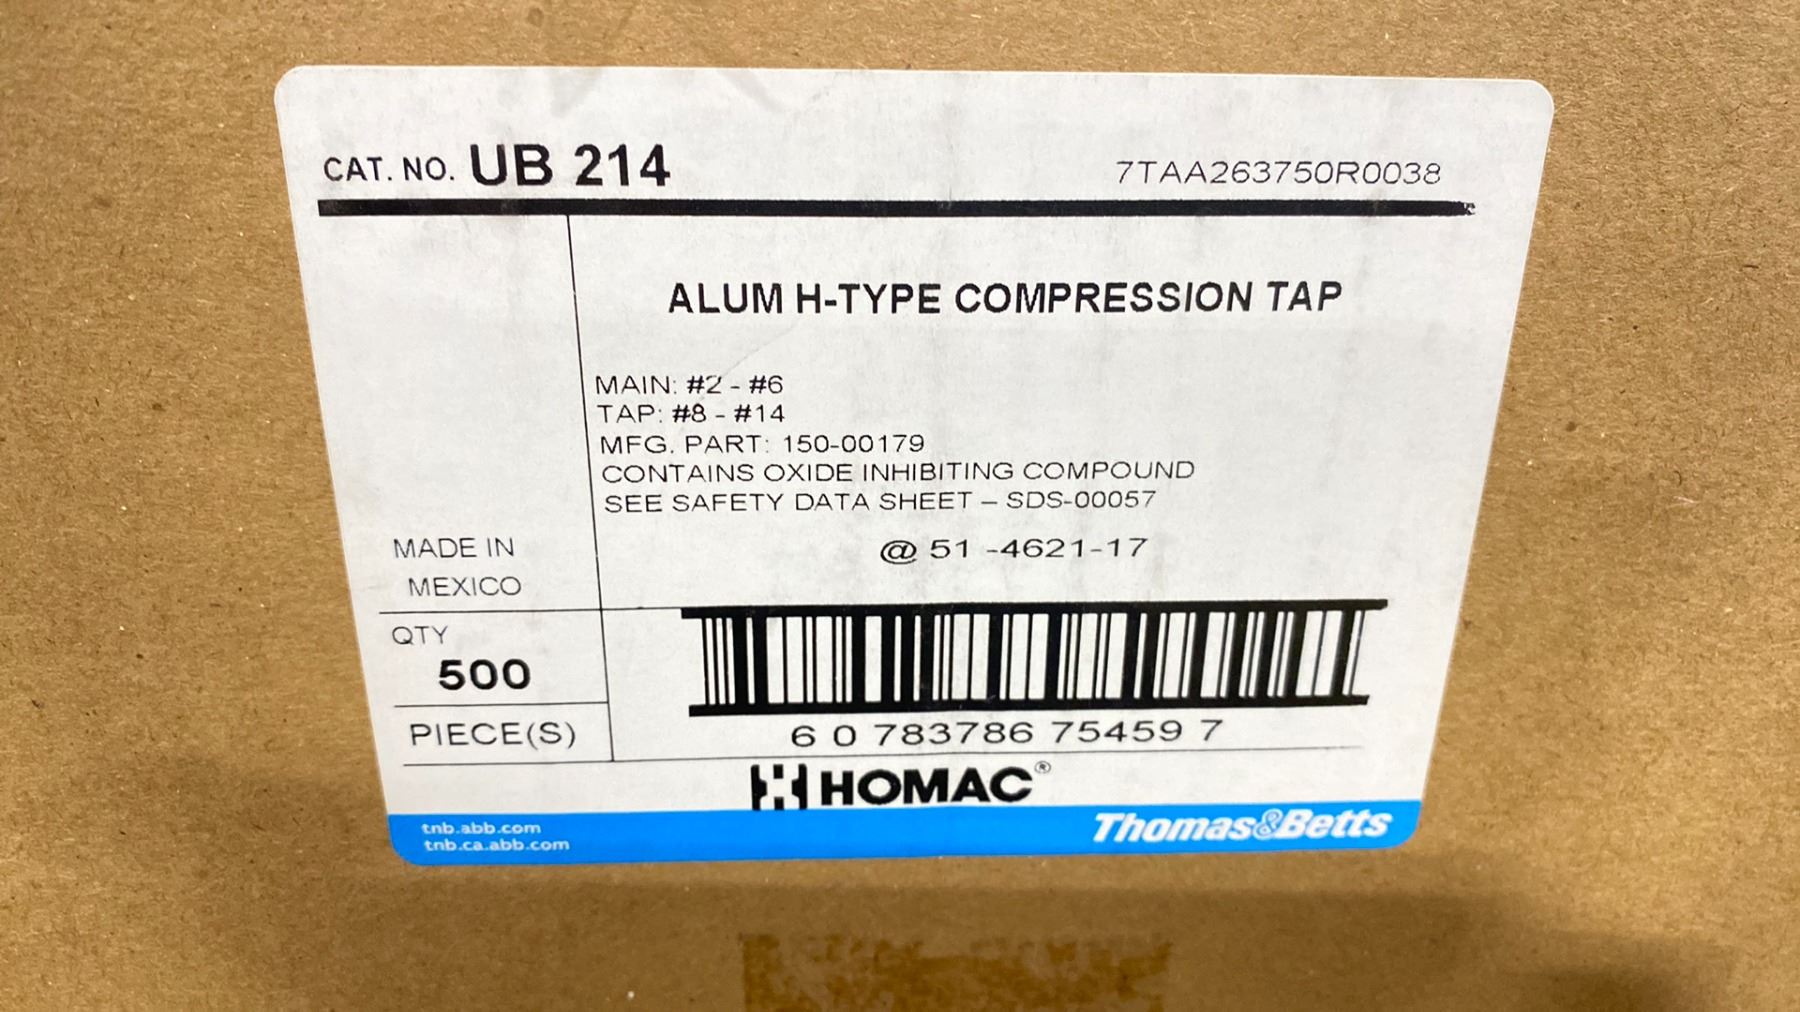 CAT. NO. UB 214 7TAA263750R0038
ALUM H-TYPE COMPRESSION TAP
MAIN: #2 - #6
TAP: #8 - #14
MFG. PART: 150-00179
CONTAINS OXIDE INHIBITING COMPOUND
SEE SAFETY DATA SHEET – SDS-00057
@ 51 -4621-17
MADE IN
MEXICO
QTY
500
PIECE(S)
6 0 783786 75459 7
HOMAC®
tnb.abb.com
tnb.ca.abb.com
Thomas&Betts